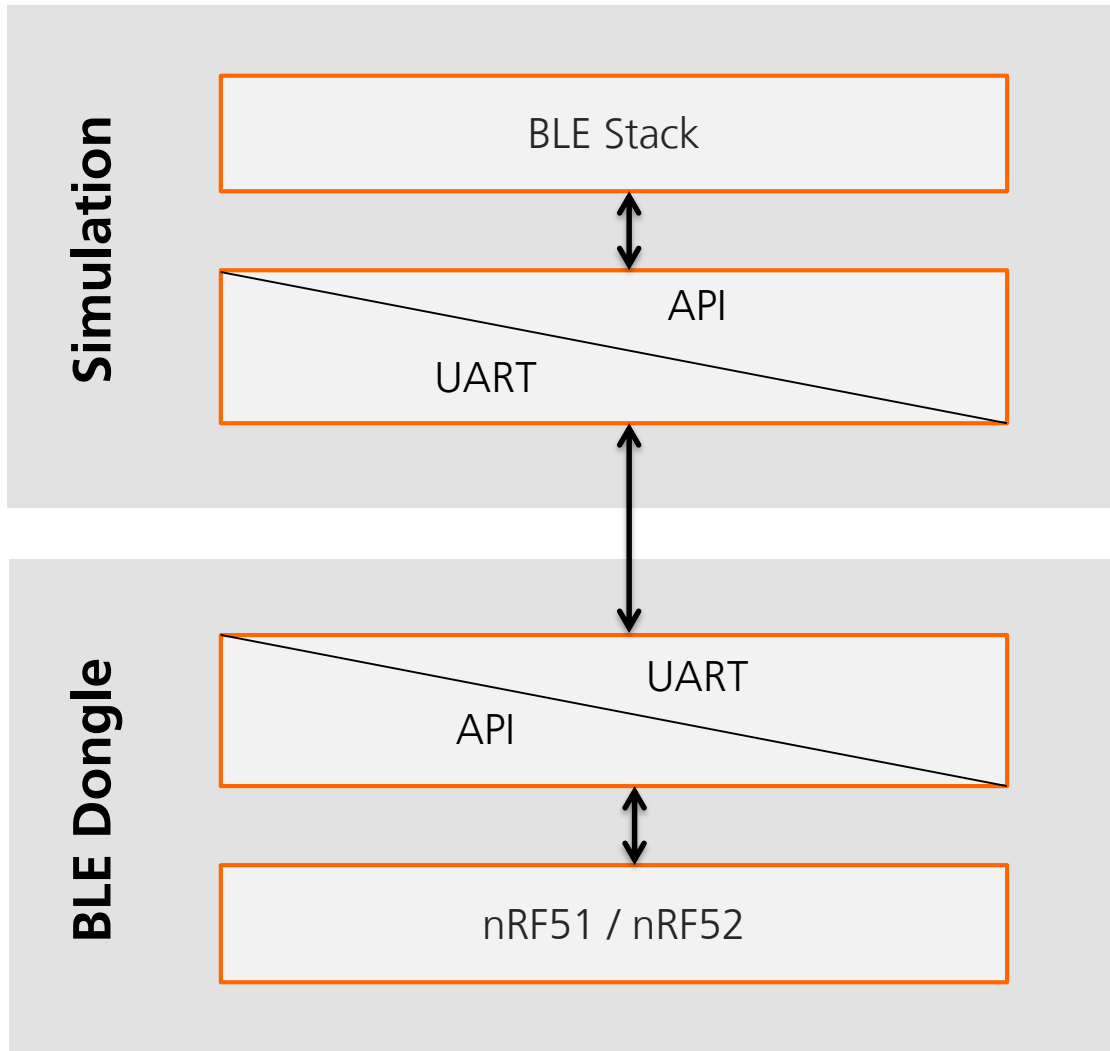 Simulation
BLE Stack
API
UART
BLE Dongle
UART
API
nRF51 / nRF52